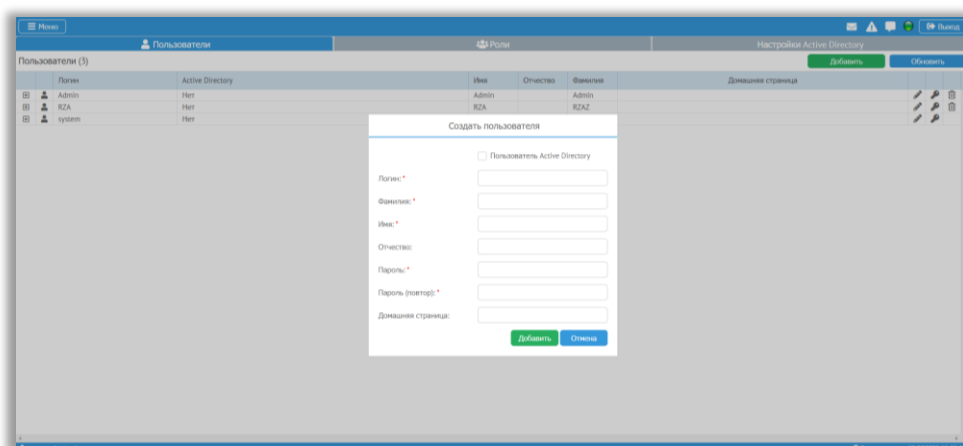 Меню
Выход
Пользователи
Роли
Настройки Active Directory
Пользователи (3)
Добавить
Обновить
Логин Active Directory Имя Отчество Фамилия Домашняя страница
Admin Нет Admin Admin
RZA Нет RZA RZAZ
system Нет
Создать пользователя
Пользователь Active Directory
Логин: *
Фамилия: *
Имя: *
Отчество:
Пароль: *
Пароль (повтор): *
Домашняя страница:
Добавить Отмена